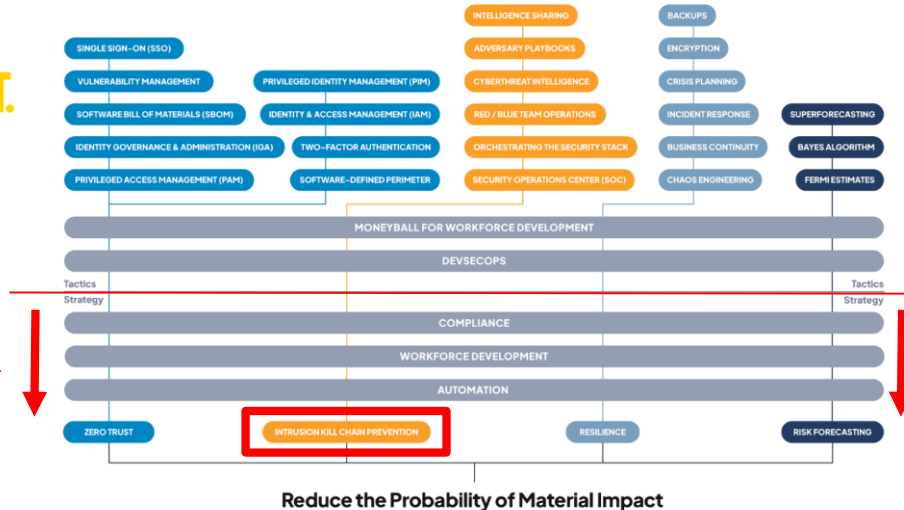 INTELLIGENCE SHARING
BACKUPS
SINGLE SIGN-ON (SSO)
ADVERSARY PLAYBOOKS
ENCRYPTION
VULNERABILITY MANAGEMENT
PRIVILEGED IDENTITY MANAGEMENT (PIM)
CYBERTHREAT INTELLIGENCE
CRISIS PLANNING
SOFTWARE BILL OF MATERIALS (SBOM)
IDENTITY & ACCESS MANAGEMENT (IAM)
RED / BLUE TEAM OPERATIONS
INCIDENT RESPONSE
SUPERFORECASTING
IDENTITY GOVERNANCE & ADMINISTRATION (IGA)
TWO-FACTOR AUTHENTICATION
ORCHESTRATING THE SECURITY STACK
BUSINESS CONTINUITY
BAYES ALGORITHM
PRIVILEGED ACCESS MANAGEMENT (PAM)
SOFTWARE-DEFINED PERIMETER
SECURITY OPERATIONS CENTER (SOC)
CHAOS ENGINEERING
FERMI ESTIMATES
MONEYBALL FOR WORKFORCE DEVELOPMENT
DEVSECOPS
Tactics
Tactics
Strategy
Strategy
COMPLIANCE
WORKFORCE DEVELOPMENT
AUTOMATION
ZERO TRUST
INTRUSION KILL CHAIN PREVENTION
RESILIENCE
RISK FORECASTING
Reduce the Probability of Material Impact